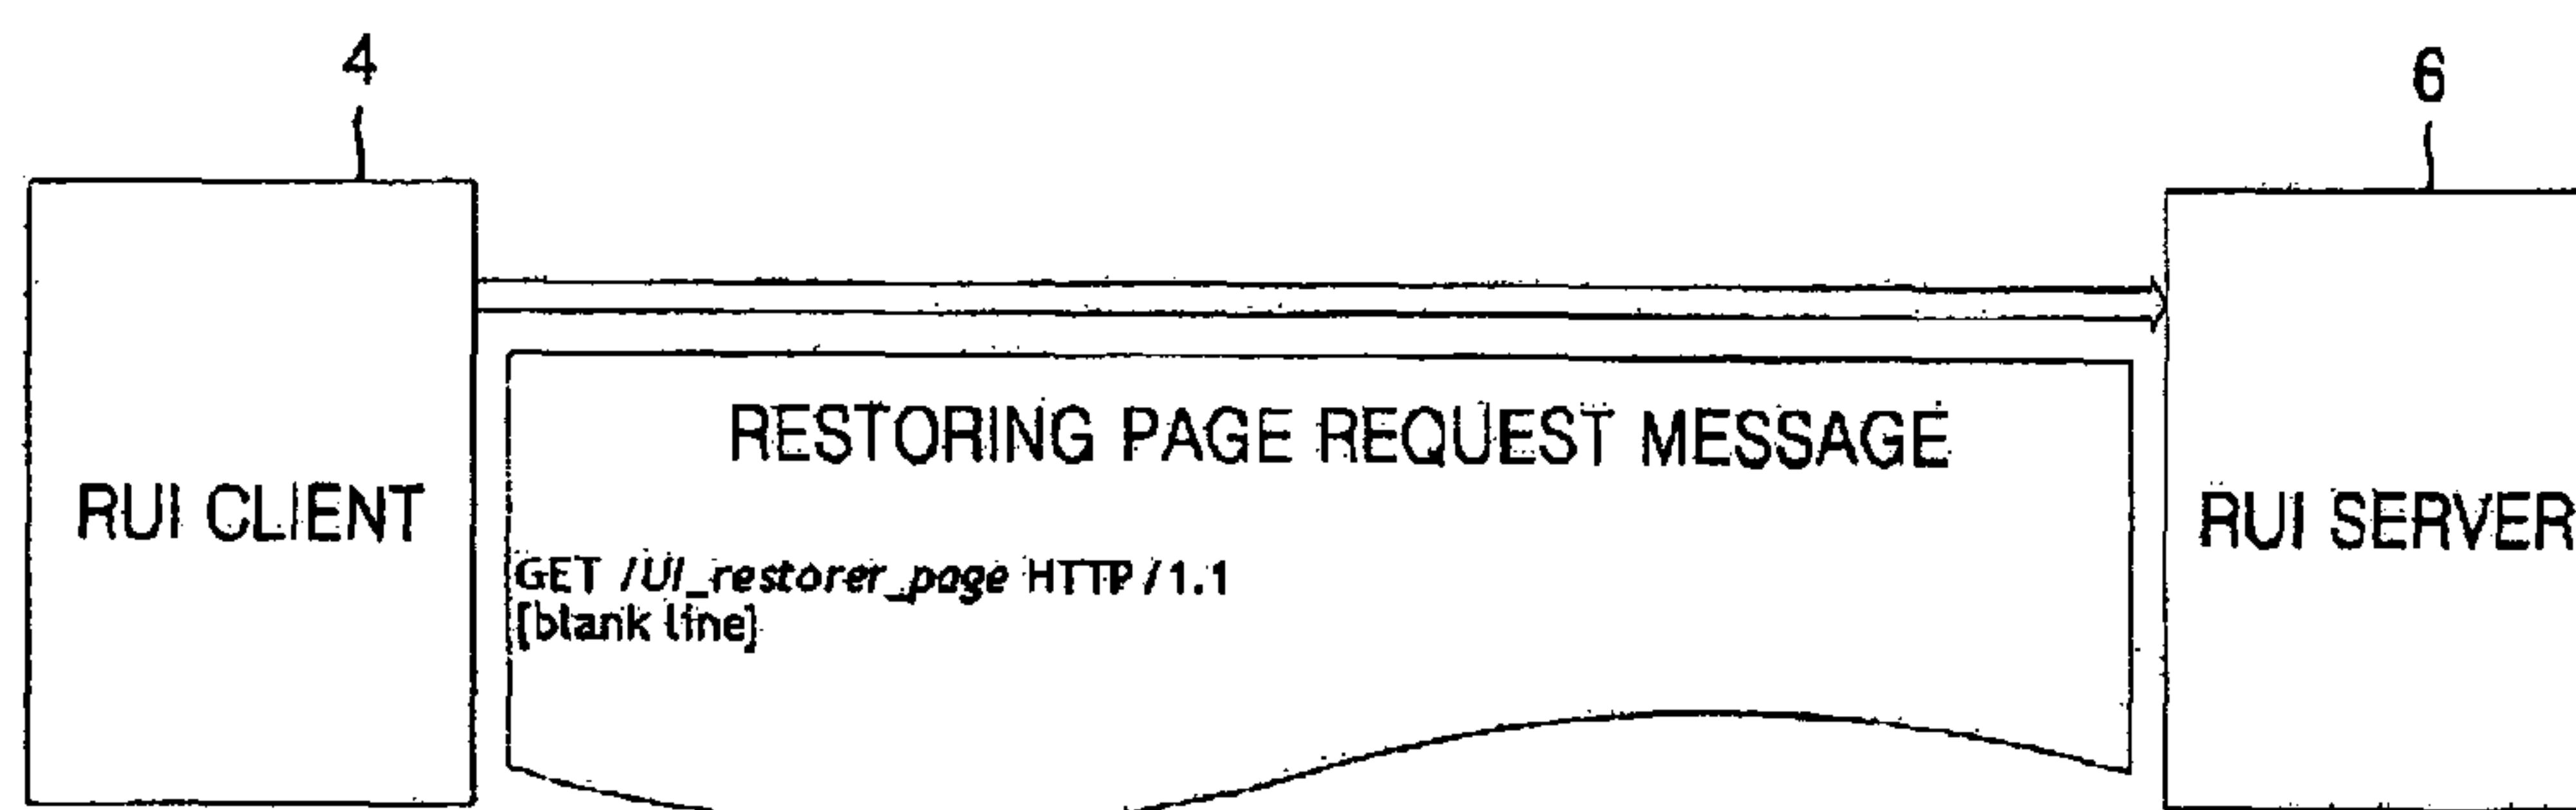 4
6
RUI CLIENT
RESTORING PAGE REQUEST MESSAGE
GET /UI_restorer_page HTTP/1.1
[blank line]
RUI SERVER